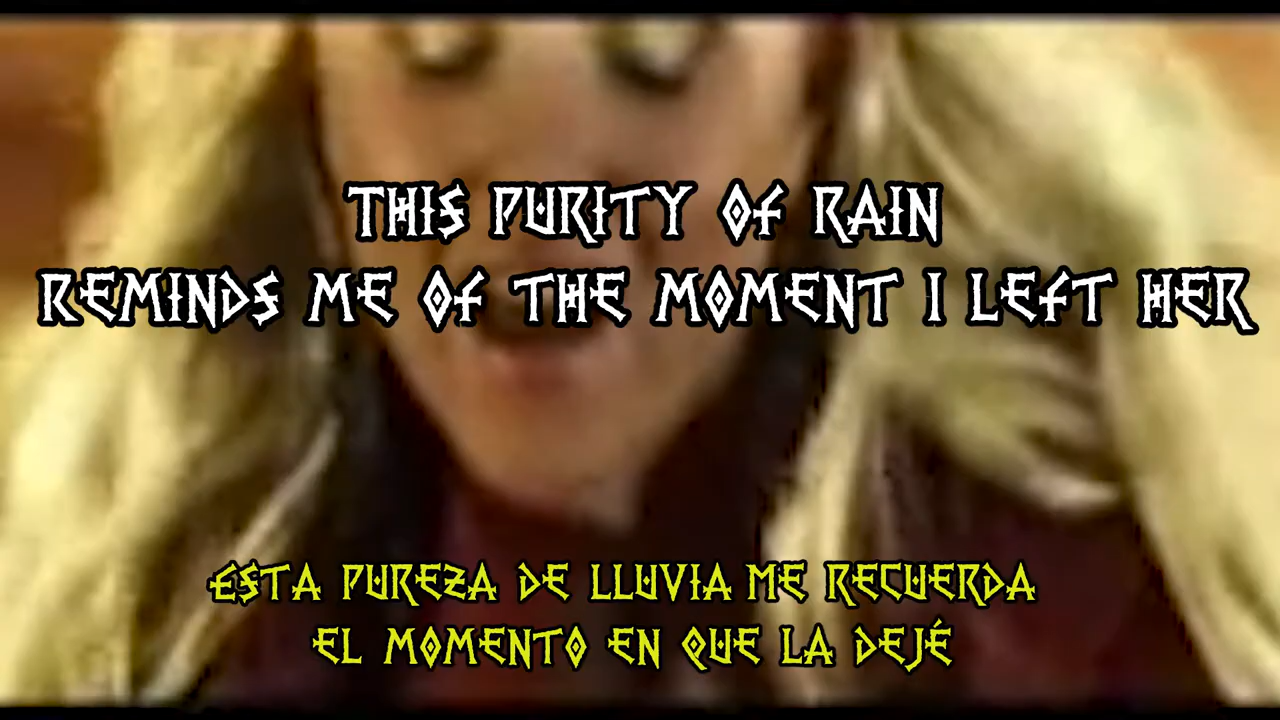 THIS PURITY OF RAIN
REMINDS ME OF THE MOMENT I LEFT HER
ESTA PUREZA DE LLUVIA ME RECUERDA
EL MOMENTO EN QUE LA DEJÉ